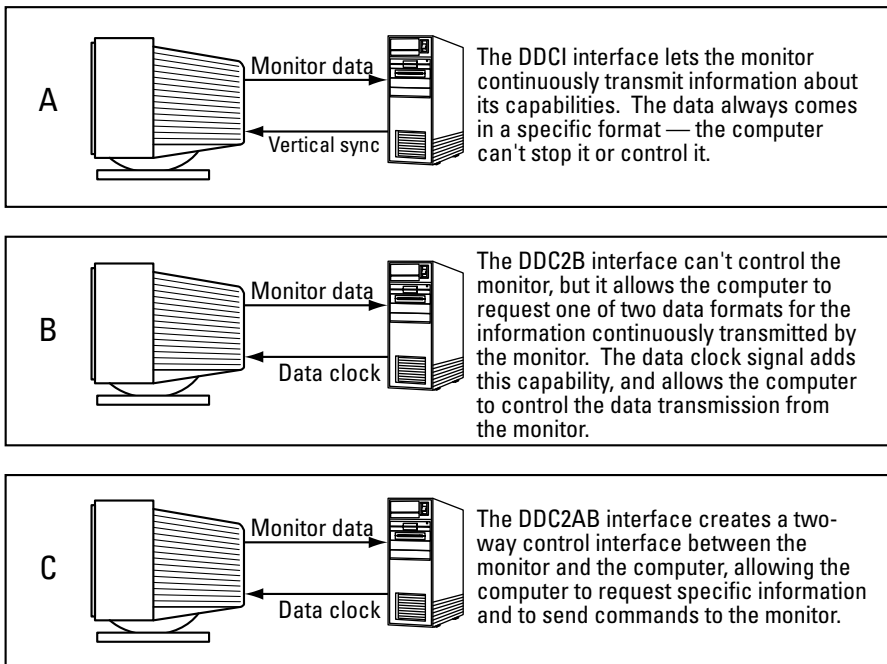 A
Monitor data
Vertical sync
The DDCI interface lets the monitor
continuously transmit information about
its capabilities. The data always comes
in a specific format — the computer
can't stop it or control it.
B
Monitor data
Data clock
The DDC2B interface can't control the
monitor, but it allows the computer to
request one of two data formats for the
information continuously transmitted by
the monitor. The data clock signal adds
this capability, and allows the computer
to control the data transmission from
the monitor.
C
Monitor data
Data clock
The DDC2AB interface creates a two-
way control interface between the
monitor and the computer, allowing the
computer to request specific information
and to send commands to the monitor.